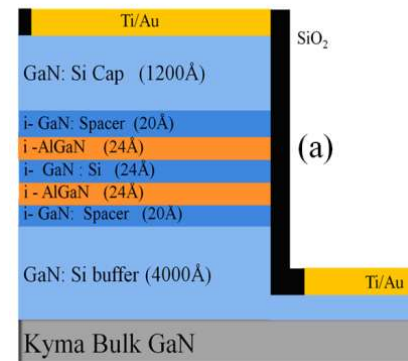 Ti/Au
SiO2
GaN: Si Cap (1200Å)
i- GaN: Spacer (20Å)
i -AlGaN (24Å)
(a)
i- GaN : Si (24Å)
i- AlGaN (24Å)
i- GaN: Spacer (20Å)
GaN: Si buffer (4000Å)
Ti/Au
Kyma Bulk GaN